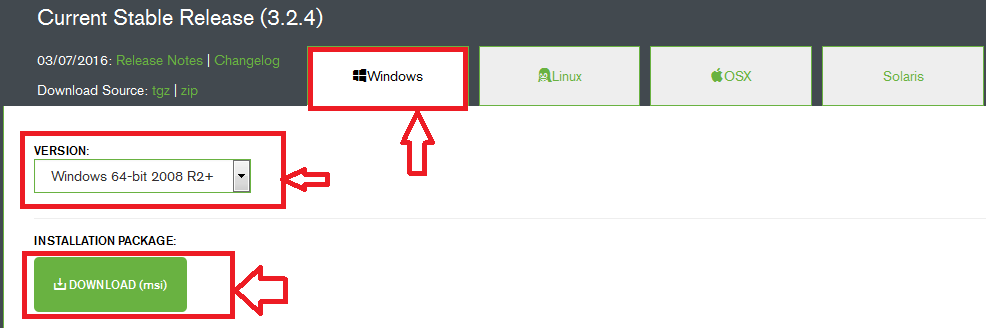 Current Stable Release (3.2.4)
03/07/2016: Release Notes | Changelog
Download Source: tgz | zip
Windows
Linux
OSX
Solaris
VERSION:
Windows 64-bit 2008 R2+
INSTALLATION PACKAGE:
DOWNLOAD (msi)